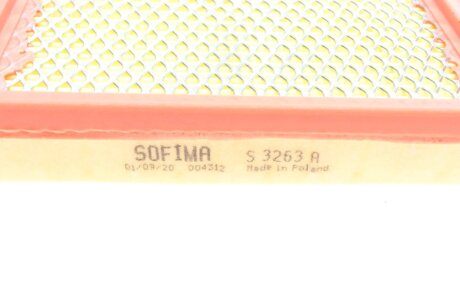 SOFIMA S 3263 A
01/09/20 004312 Made in Poland